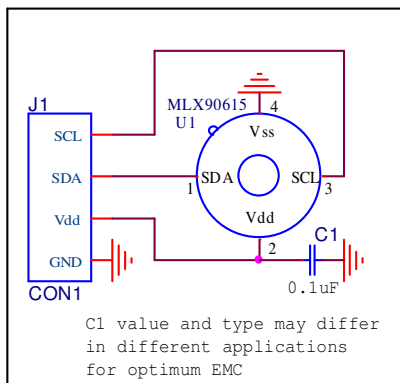 J1
SCL
SDA
Vdd
GND
CON1
MLX90615
U1
4
Vss
SDA
SCL
1
3
Vdd
2
C1
0.1uF
C1 value and type may differ
in different applications
for optimum EMC